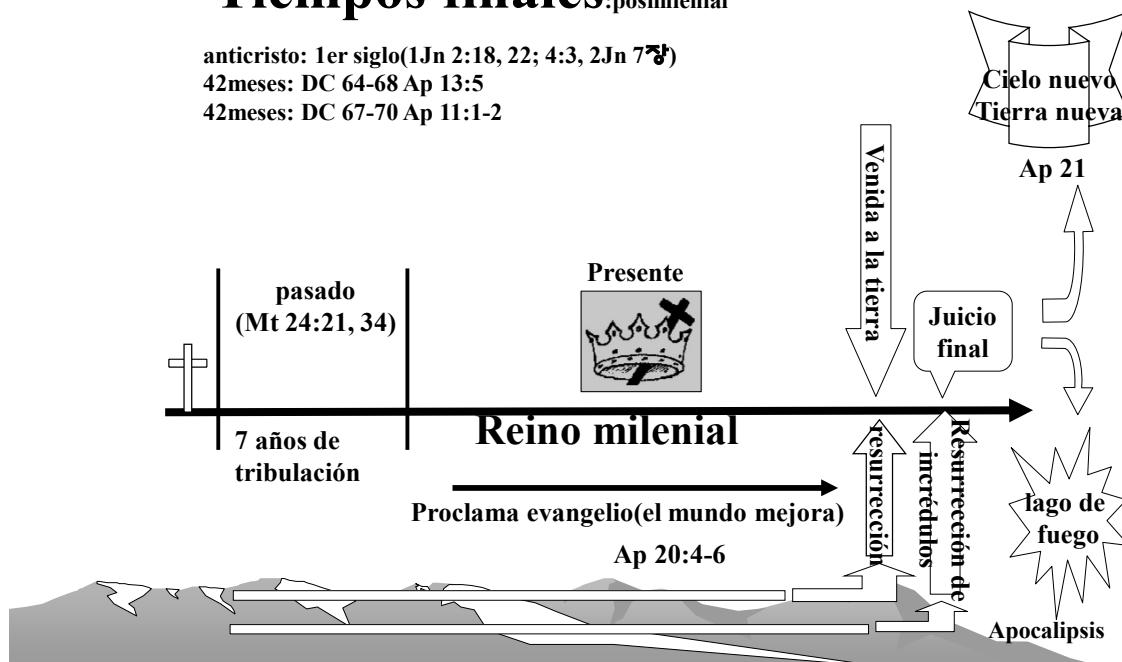 Tiempos finales:posmilenial
anticristo: 1er siglo(1Jn 2:18, 22; 4:3, 2Jn 7장)
42meses: DC 64-68 Ap 13:5
42meses: DC 67-70 Ap 11:1-2
Cielo nuevo
Tierra nueva
Ap 21
Venida a la tierra
pasado
(Mt 24:21, 34)
Presente
Juicio
final
7 años de
tribulación
Reino milenial
Proclama evangelio(el mundo mejora)
Ap 20:4-6
resurrección
Resurrección de
incrédulos
lago de
fuego
Apocalipsis